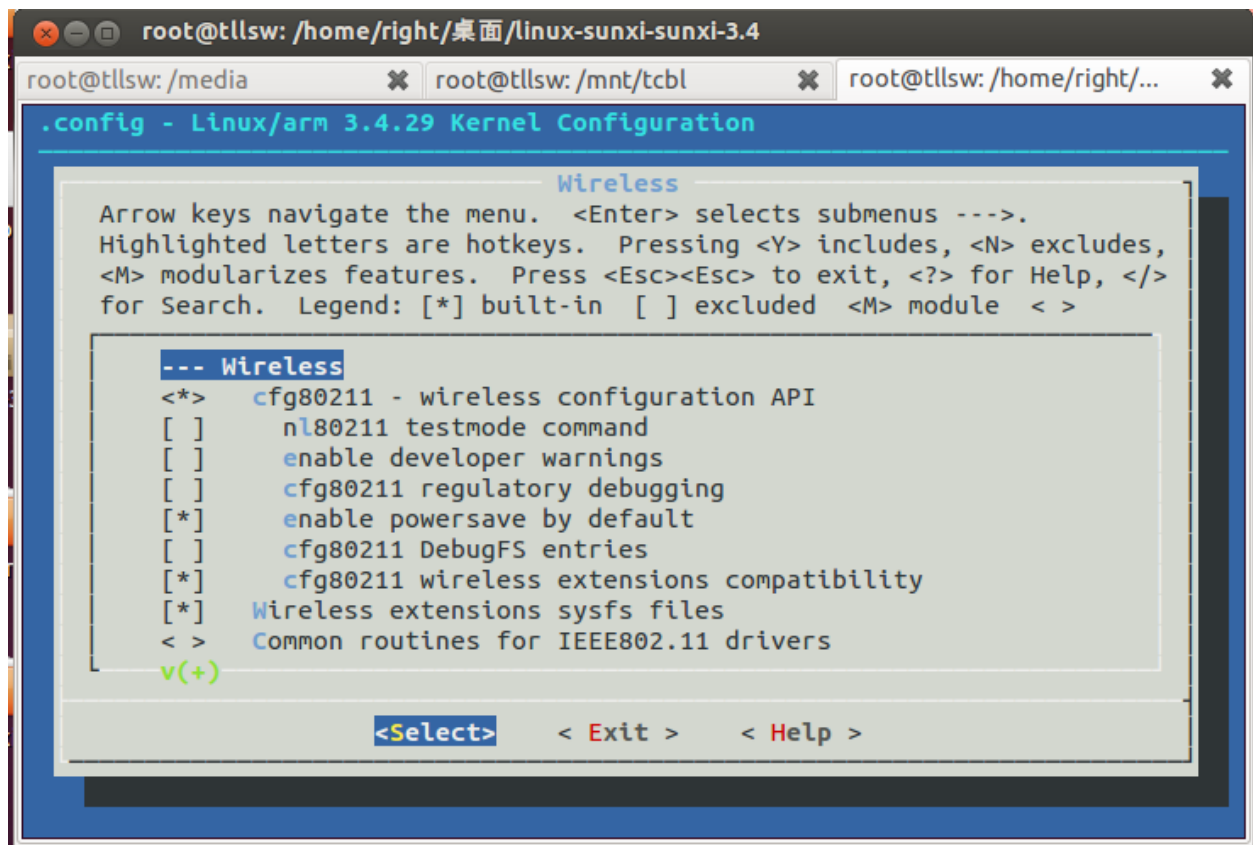 root@tllsw: /home/right/桌面/linux-sunxi-sunxi-3.4
root@tllsw: /media
root@tllsw: /mnt/tcbl
root@tllsw: /home/right/...
.config - Linux/arm 3.4.29 Kernel Configuration
Wireless
Arrow keys navigate the menu.  <Enter> selects submenus --->.
Highlighted letters are hotkeys.  Pressing <Y> includes, <N> excludes,
<M> modularizes features.  Press <Esc><Esc> to exit, <?> for Help, </>
for Search.  Legend: [*] built-in  [ ] excluded  <M> module  < >
--- Wireless
<*>   cfg80211 - wireless configuration API
[ ]     nl80211 testmode command
[ ]     enable developer warnings
[ ]     cfg80211 regulatory debugging
[*]     enable powersave by default
[ ]     cfg80211 DebugFS entries
[*]     cfg80211 wireless extensions compatibility
[*]   Wireless extensions sysfs files
< >   Common routines for IEEE802.11 drivers
v(+)
<Select>    < Exit >    < Help >